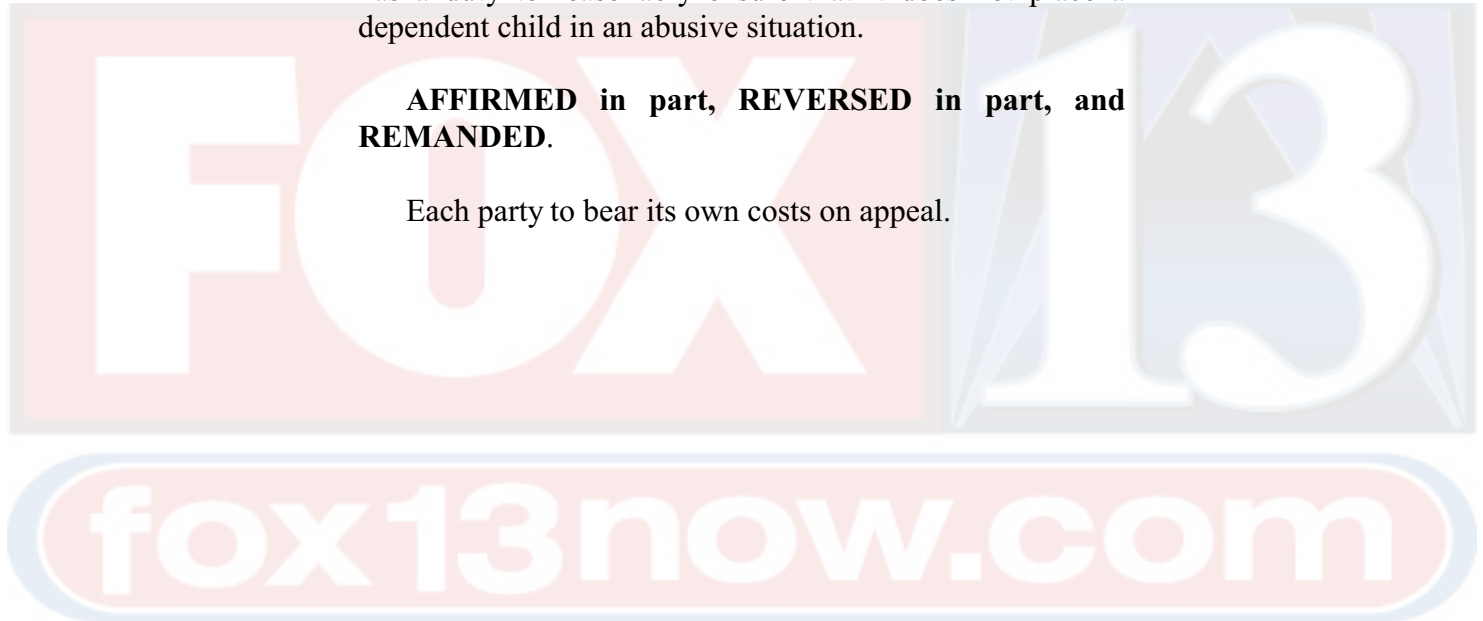 dependent child in an abusive situation.
AFFIRMED in part, REVERSED in part, and
REMANDED.
Each party to bear its own costs on appeal.
FOX 13
fox13now.com